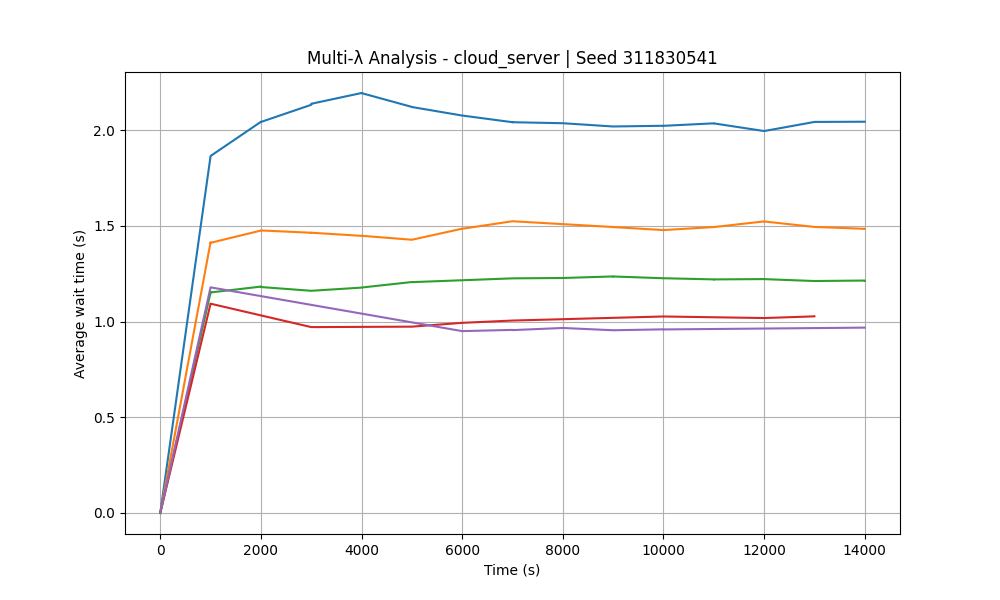 Multi-λ Analysis - cloud_server | Seed 311830541
Average wait time (s)
2.0
1.5
1.0
0.5
0.0
0 2000 4000 6000 8000 10000 12000 14000
Time (s)